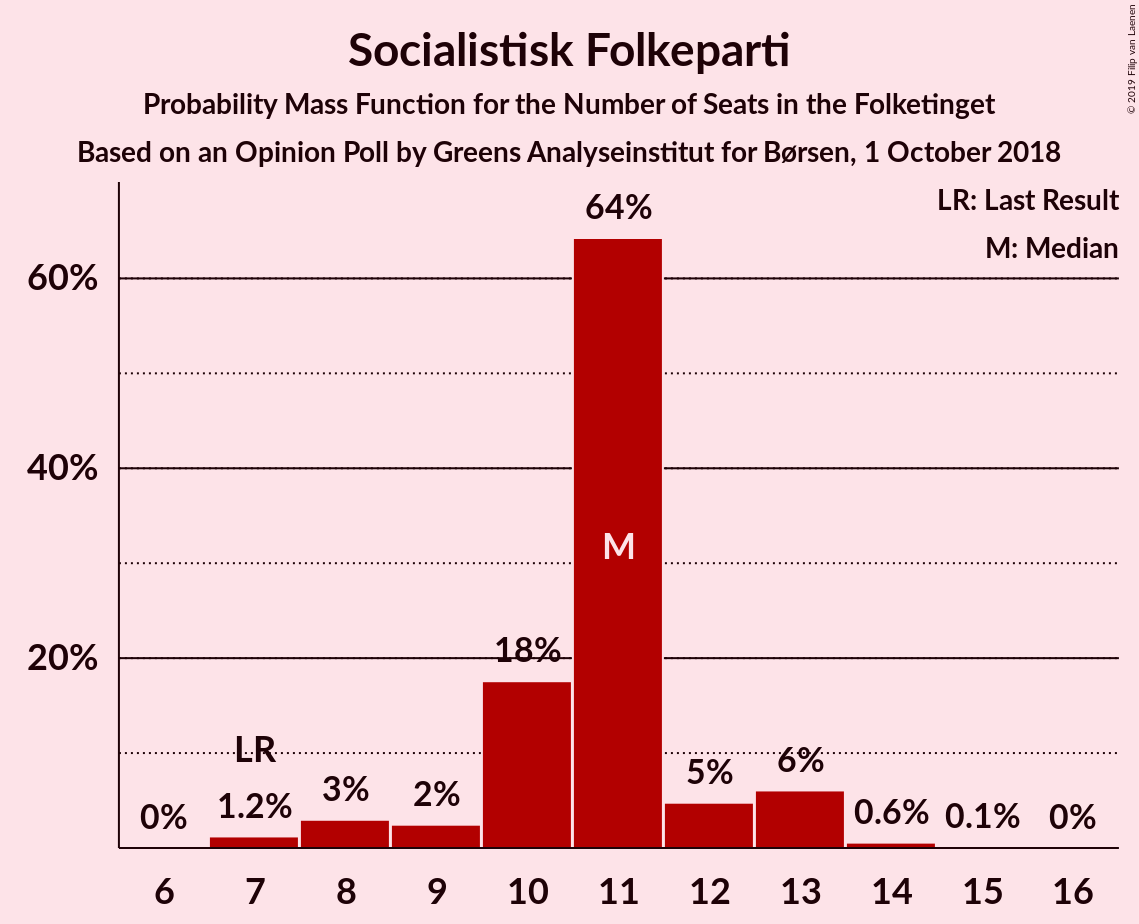 Socialistisk Folkeparti
Probability Mass Function for the Number of Seats in the Folketinget
Based on an Opinion Poll by Greens Analyseinstitut for Børsen, 1 October 2018
© 2019 Filip van Laenen
LR: Last Result
M: Median
64%
60%
40%
M
18%
20%
LR
0%
1.2%
3%
2%
5%
6%
0.6%
0.1%
0%
6 7 8 9 10 11 12 13 14 15 16